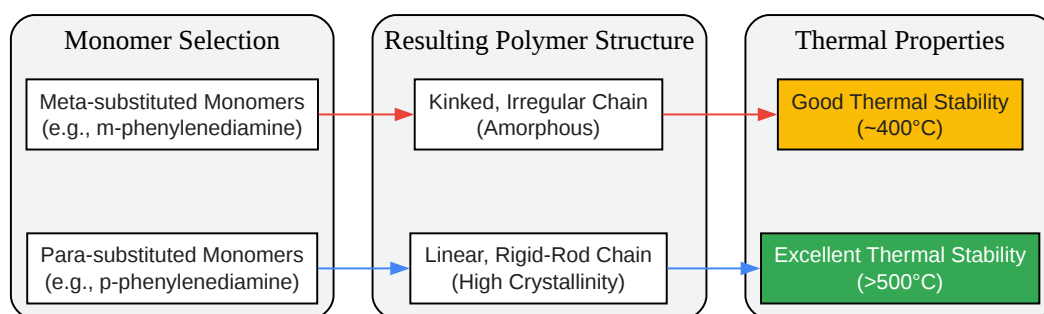 Monomer Selection
Meta-substituted Monomers
(e.g., m-phenylenediamine)
Para-substituted Monomers
(e.g., p-phenylenediamine)
Resulting Polymer Structure
Kinked, Irregular Chain
(Amorphous)
Linear, Rigid-Rod Chain
(High Crystallinity)
Thermal Properties
Good Thermal Stability
(~400°C)
Excellent Thermal Stability
(>500°C)